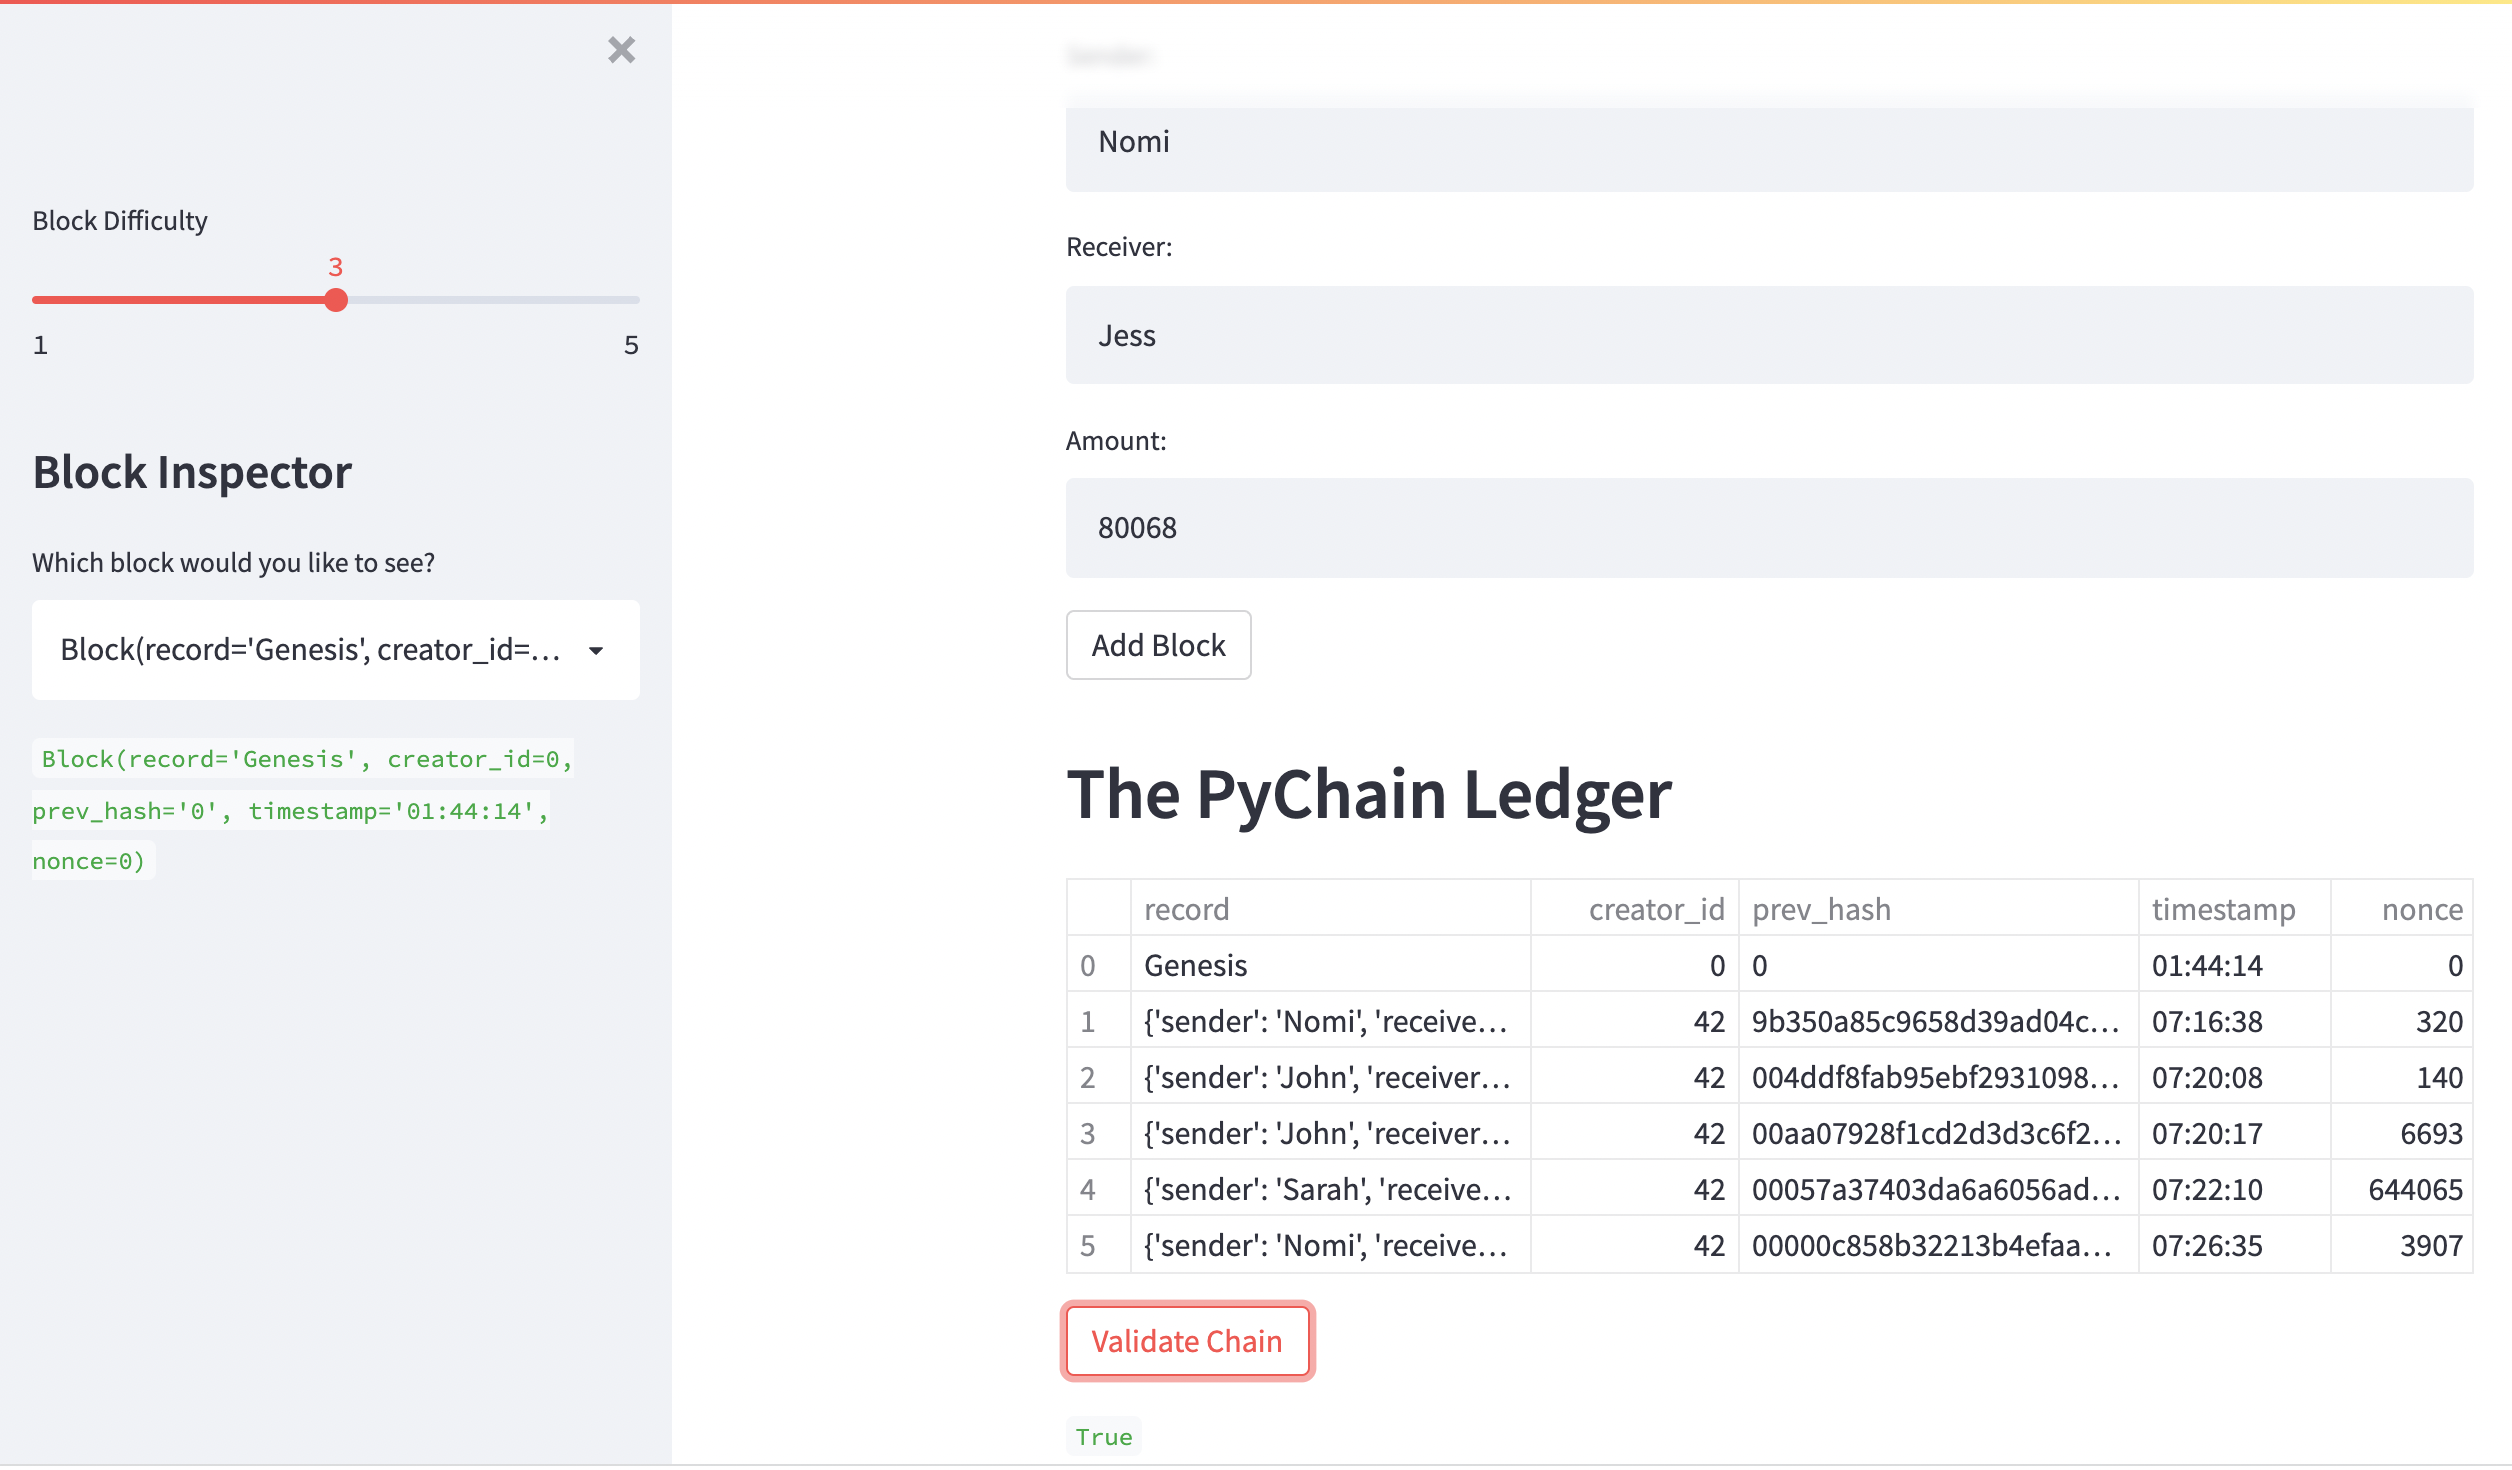 Block Difficulty
3
1 5
Block Inspector
Which block would you like to see?
Block(record='Genesis', creator_id=...
Block(record='Genesis', creator_id=0,
prev_hash='0', timestamp='01:44:14',
nonce=0)
Nomi
Receiver:
Jess
Amount:
80068
Add Block
The PyChain Ledger
record creator_id prev_hash timestamp nonce
0 Genesis 0 0 01:44:14 0
1 {'sender': 'Nomi', 'receive... 42 9b350a85c9658d39ad04c... 07:16:38 320
2 {'sender': 'John', 'receiver... 42 004ddf8fab95ebf2931098... 07:20:08 140
3 {'sender': 'John', 'receiver... 42 00aa07928f1cd2d3d3c6f2... 07:20:17 6693
4 {'sender': 'Sarah', 'receive... 42 00057a37403da6a6056ad... 07:22:10 644065
5 {'sender': 'Nomi', 'receive... 42 00000c858b32213b4efaa... 07:26:35 3907
Validate Chain
True